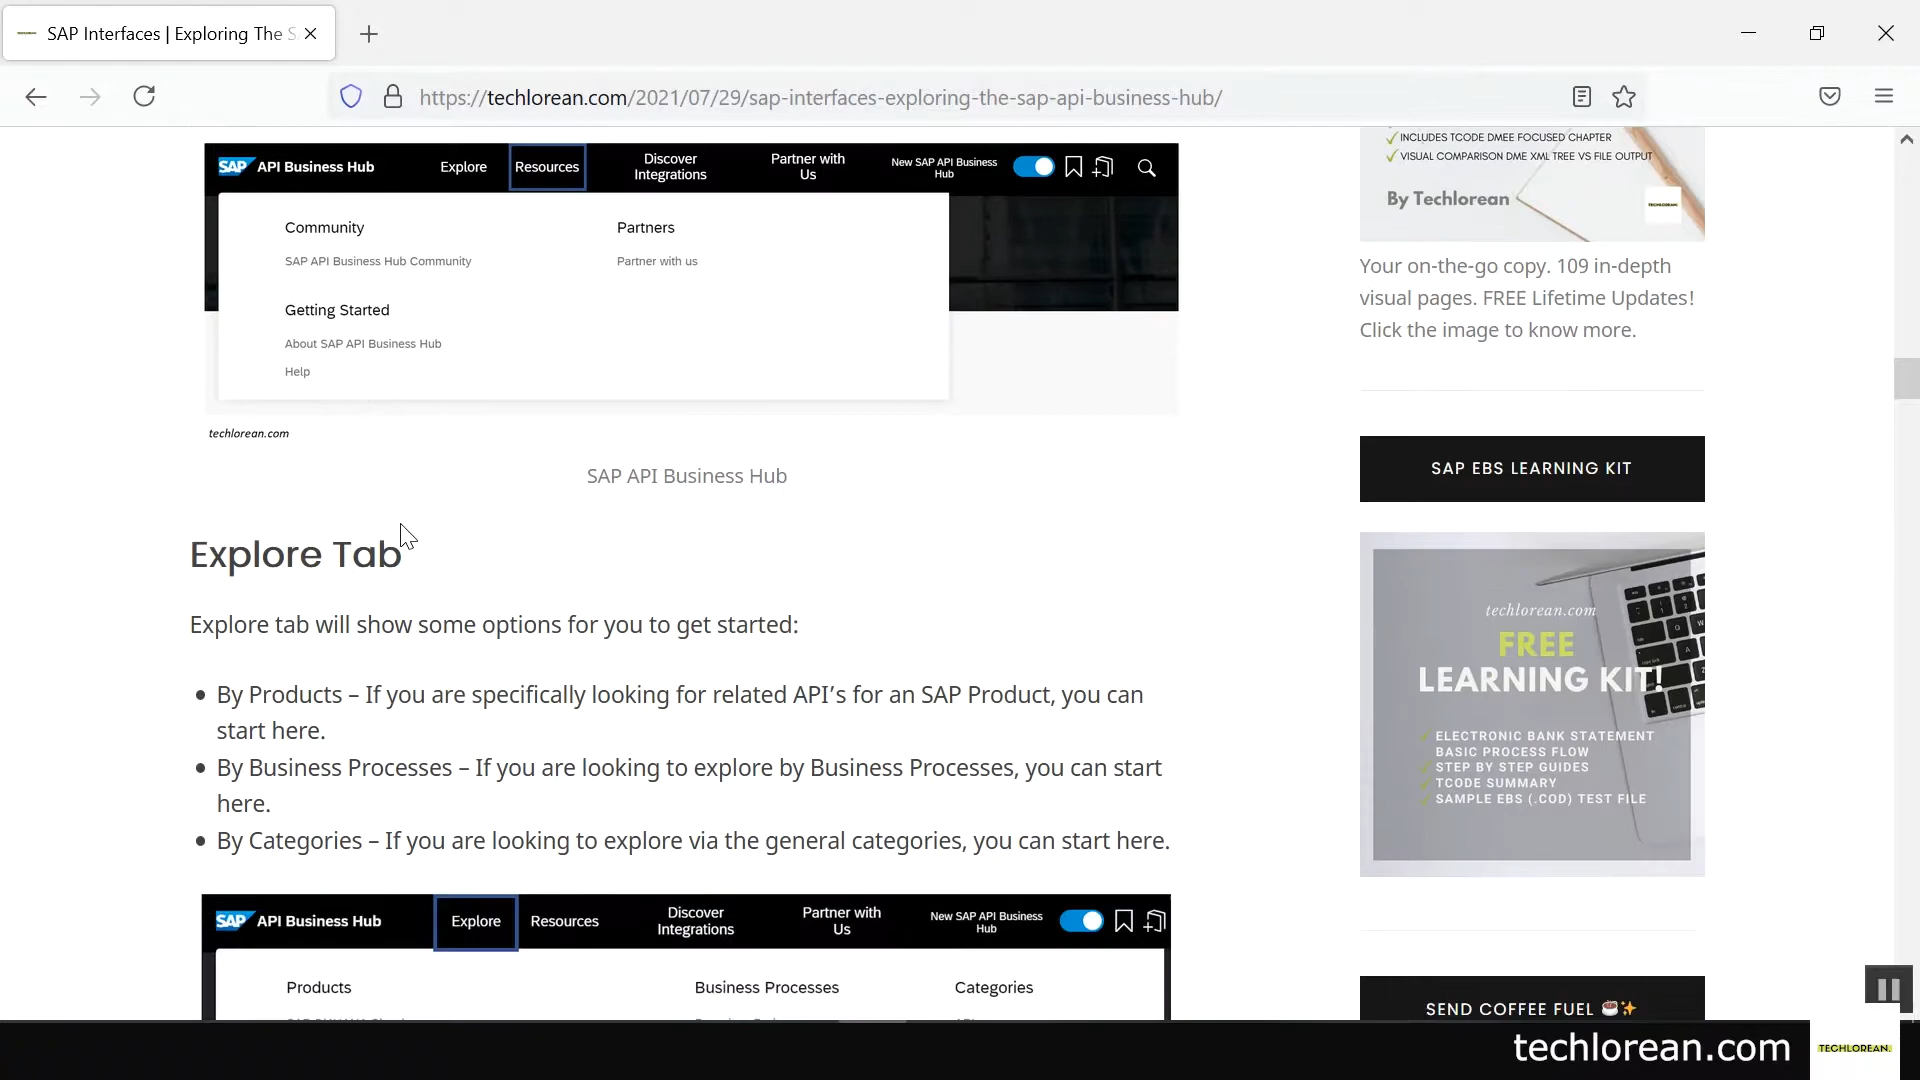 SAP Interfaces | Exploring The S
https://techlorean.com/2021/07/29/sap-interfaces-exploring-the-sap-api-business-hub/
SAP API Business Hub
Explore
Resources
Discover
Integrations
Partner with
Us
New SAP API Business
Hub
Community
Partners
SAP API Business Hub Community
Partner with us
Getting Started
About SAP API Business Hub
Help
techlorean.com
SAP API Business Hub
Explore Tab
Explore tab will show some options for you to get started:
• By Products – If you are specifically looking for related API’s for an SAP Product, you can
start here.
• By Business Processes – If you are looking to explore by Business Processes, you can start
here.
• By Categories – If you are looking to explore via the general categories, you can start here.
SAP API Business Hub
Explore
Resources
Discover
Integrations
Partner with
Us
New SAP API Business
Hub
Products
Business Processes
Categories
✓ INCLUDES TCODE DMEE FOCUSED CHAPTER
✓ VISUAL COMPARISON DME XML TREE VS FILE OUTPUT
By Techlorean
TECHLOREAN.
Your on-the-go copy. 109 in-depth
visual pages. FREE Lifetime Updates!
Click the image to know more.
SAP EBS LEARNING KIT
techlorean.com
FREE
LEARNING KIT!
✓ ELECTRONIC BANK STATEMENT
BASIC PROCESS FLOW
✓ STEP BY STEP GUIDES
✓ TCODE SUMMARY
✓ SAMPLE EBS (.COD) TEST FILE
SEND COFFEE FUEL ☕✨
techlorean.com
TECHLOREAN.